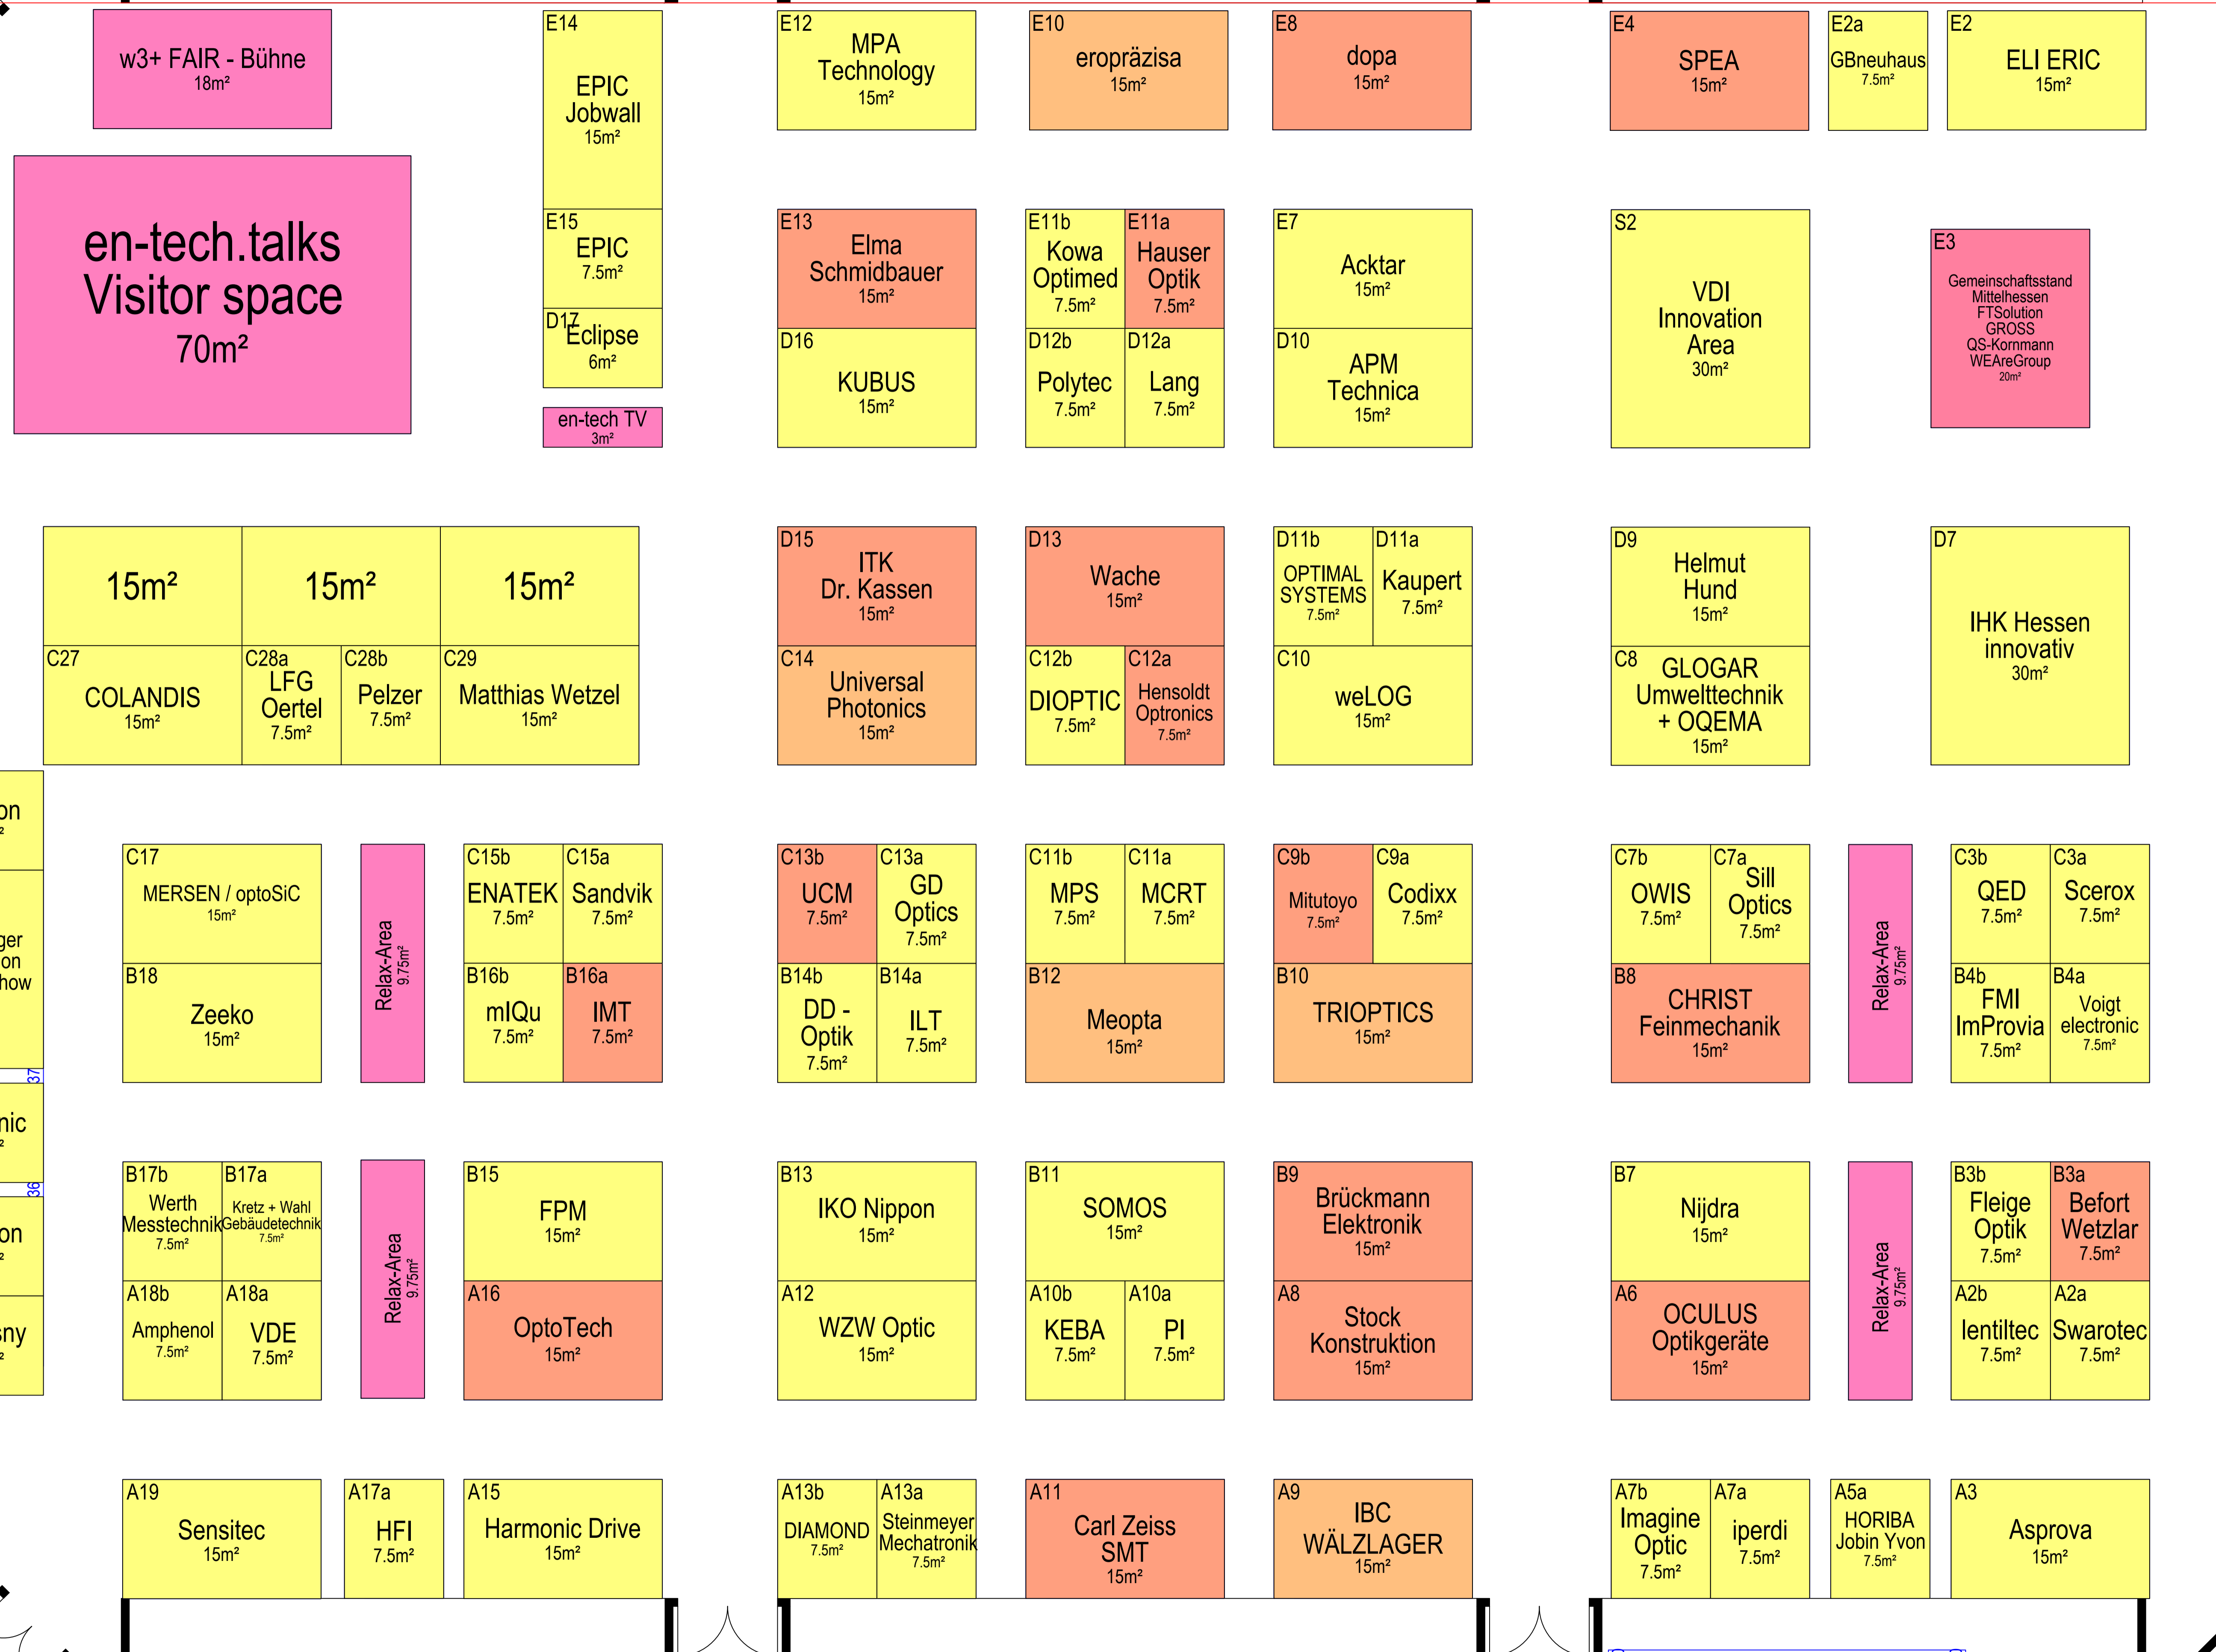 w3+ FAIR - Bühne
18m²
E14
EPIC
Jobwall
15m²
E12
MPA
Technology
15m²
E10
eropräzisa
15m²
E8
dopa
15m²
E4
SPEA
15m²
E2a
GBneuhaus
7.5m²
E2
ELI ERIC
15m²
en-tech.talks
Visitor space
70m²
E15
EPIC
7.5m²
D17
Eclipse
6m²
en-tech TV
3m²
E13
Elma
Schmidbauer
15m²
D16
KUBUS
15m²
E11b
Kowa
Optimed
7.5m²
E11a
Hauser
Optik
7.5m²
D12b
Polytec
7.5m²
D12a
Lang
7.5m²
E7
Acktar
15m²
D10
APM
Technica
15m²
S2
VDI
Innovation
Area
30m²
E3
Gemeinschaftsstand
Mittelhessen
FTSolution
GROSS
QS-Kornmann
WEAreGroup
20m²
15m²
15m²
15m²
C27
COLANDIS
15m²
C28a
LFG
Oertel
7.5m²
C28b
Pelzer
7.5m²
C29
Matthias Wetzel
15m²
D15
ITK
Dr. Kassen
15m²
C14
Universal
Photonics
15m²
D13
Wache
15m²
C12b
DIOPTIC
7.5m²
C12a
Hensoldt
Optronics
7.5m²
D11b
OPTIMAL
SYSTEMS
7.5m²
D11a
Kaupert
7.5m²
C10
weLOG
15m²
D9
Helmut
Hund
15m²
C8
GLOGAR
Umwelttechnik
+ OQEMA
15m²
D7
IHK Hessen
innovativ
30m²
on
²
ger
on
how
37
nic
²
36
on
²
sny
²
C17
MERSEN / optoSiC
15m²
B18
Zeeko
15m²
Relax-Area
9.75m²
C15b
ENATEK
7.5m²
C15a
Sandvik
7.5m²
B16b
mIQu
7.5m²
B16a
IMT
7.5m²
C13b
UCM
7.5m²
C13a
GD
Optics
7.5m²
B14b
DD -
Optik
7.5m²
B14a
ILT
7.5m²
C11b
MPS
7.5m²
C11a
MCRT
7.5m²
B12
Meopta
15m²
C9b
Mitutoyo
7.5m²
C9a
Codixx
7.5m²
B10
TRIOPTICS
15m²
C7b
OWIS
7.5m²
C7a
Sill
Optics
7.5m²
B8
CHRIST
Feinmechanik
15m²
Relax-Area
9.75m²
C3b
QED
7.5m²
C3a
Scerox
7.5m²
B4b
FMI
ImProvia
7.5m²
B4a
Voigt
electronic
7.5m²
B17b
Werth
Messtechnik
7.5m²
B17a
Kretz + Wahl
Gebäudetechnik
7.5m²
A18b
Amphenol
7.5m²
A18a
VDE
7.5m²
Relax-Area
9.75m²
B15
FPM
15m²
A16
OptoTech
15m²
B13
IKO Nippon
15m²
A12
WZW Optic
15m²
B11
SOMOS
15m²
A10b
KEBA
7.5m²
A10a
PI
7.5m²
B9
Brückmann
Elektronik
15m²
A8
Stock
Konstruktion
15m²
B7
Nijdra
15m²
A6
OCULUS
Optikgeräte
15m²
Relax-Area
9.75m²
B3b
Fleige
Optik
7.5m²
B3a
Befort
Wetzlar
7.5m²
A2b
lentiltec
7.5m²
A2a
Swarotec
7.5m²
A19
Sensitec
15m²
A17a
HFI
7.5m²
A15
Harmonic Drive
15m²
A13b
DIAMOND
7.5m²
A13a
Steinmeyer
Mechatronik
7.5m²
A11
Carl Zeiss
SMT
15m²
A9
IBC
WÄLZLAGER
15m²
A7b
Imagine
Optic
7.5m²
A7a
iperdi
7.5m²
A5a
HORIBA
Jobin Yvon
7.5m²
A3
Asprova
15m²